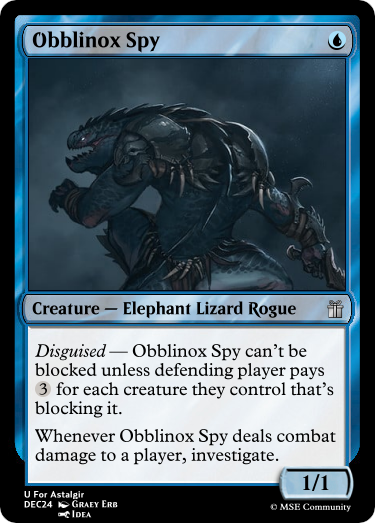 Obblinox Spy
Creature — Elephant Lizard Rogue
Disguised — Obblinox Spy can't be
blocked unless defending player pays
3 for each creature they control that's
blocking it.
Whenever Obblinox Spy deals combat
damage to a player, investigate.
1/1
U For Astalgir
DEC24 Graey Erb
Idea
© MSE Community